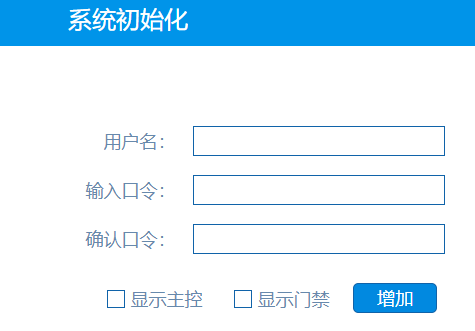 系统初始化
用户名：
输入口令：
确认口令：
显示主控 显示门禁 增加